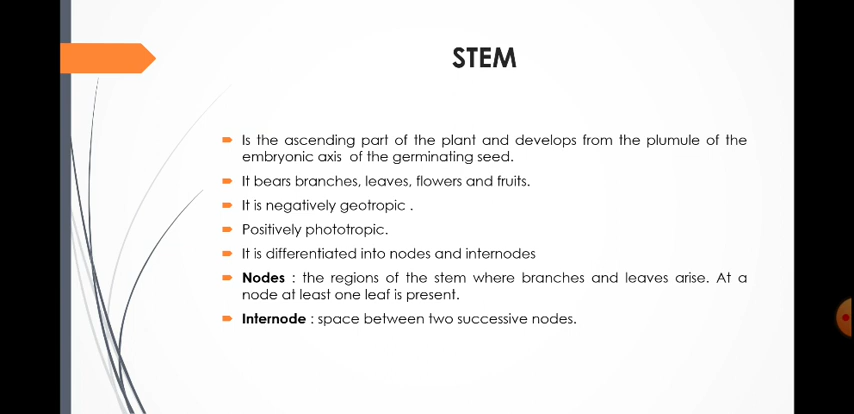 STEM
Is the ascending part of the plant and develops from the plumule of the
embryonic axis of the germinating seed.
It bears branches, leaves, flowers and fruits.
It is negatively geotropic .
Positively phototropic.
It is differentiated into nodes and internodes
Nodes : the regions of the stem where branches and leaves arise. At a
node at least one leaf is present.
Internode : space between two successive nodes.